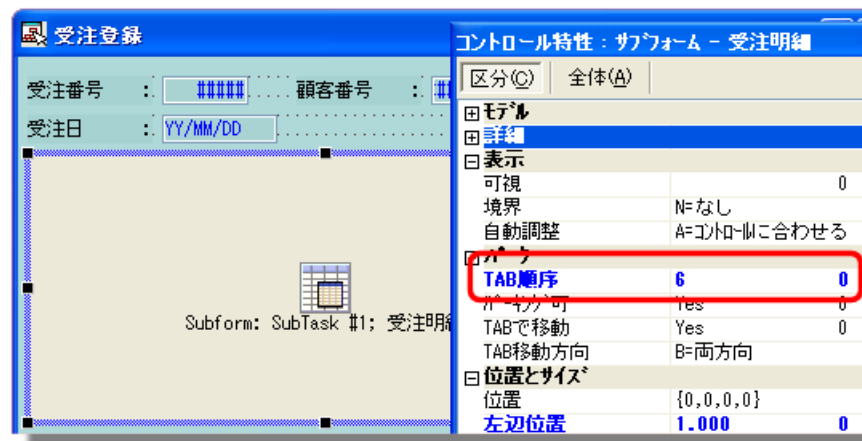 受注登録
受注番号 : ##### 顧客番号 : ##
受注日 : YY/MM/DD
Subform: SubTask #1; 受注明細
コントロール特性 : サブフォーム - 受注明細
区分(C) 全体(A)
モデル
詳細
表示
可視 0
境界 N=なし
自動調整 A=コントロールに合わせる
TAB順序 6 0
パーキング可 Yes 0
TABで移動 Yes 0
TAB移動方向 B=両方向
位置とサイズ
位置 {0,0,0,0}
左辺位置 1.000 0